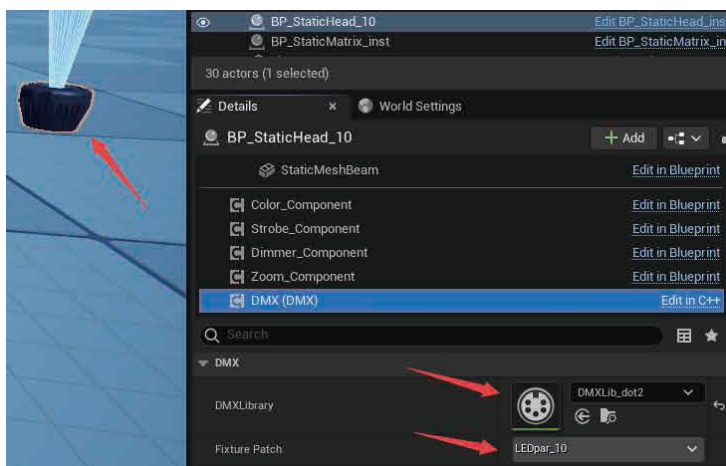 BP_StaticHead_10
Edit BP_StaticHead_ins
BP_StaticMatrix_inst
Edit BP_StaticMatrix_in
30 actors (1 selected)
Details
World Settings
BP_StaticHead_10
Add
StaticMeshBeam
Edit in Blueprint
Color_Component
Edit in Blueprint
Strobe_Component
Edit in Blueprint
Dimmer_Component
Edit in Blueprint
Zoom_Component
Edit in Blueprint
DMX (DMX)
Edit in C++
Search
DMX
DMXLibrary
DMXLib_dot2
Fixture Patch
LEDpar_10